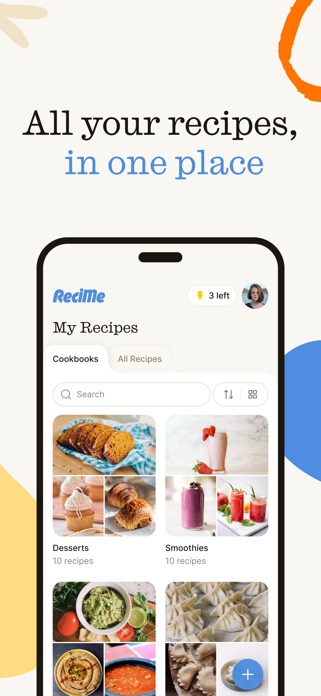 All your recipes,
in one place
ReciMe
3 left
My Recipes
Cookbooks
All Recipes
Search
Desserts
10 recipes
Smoothies
10 recipes